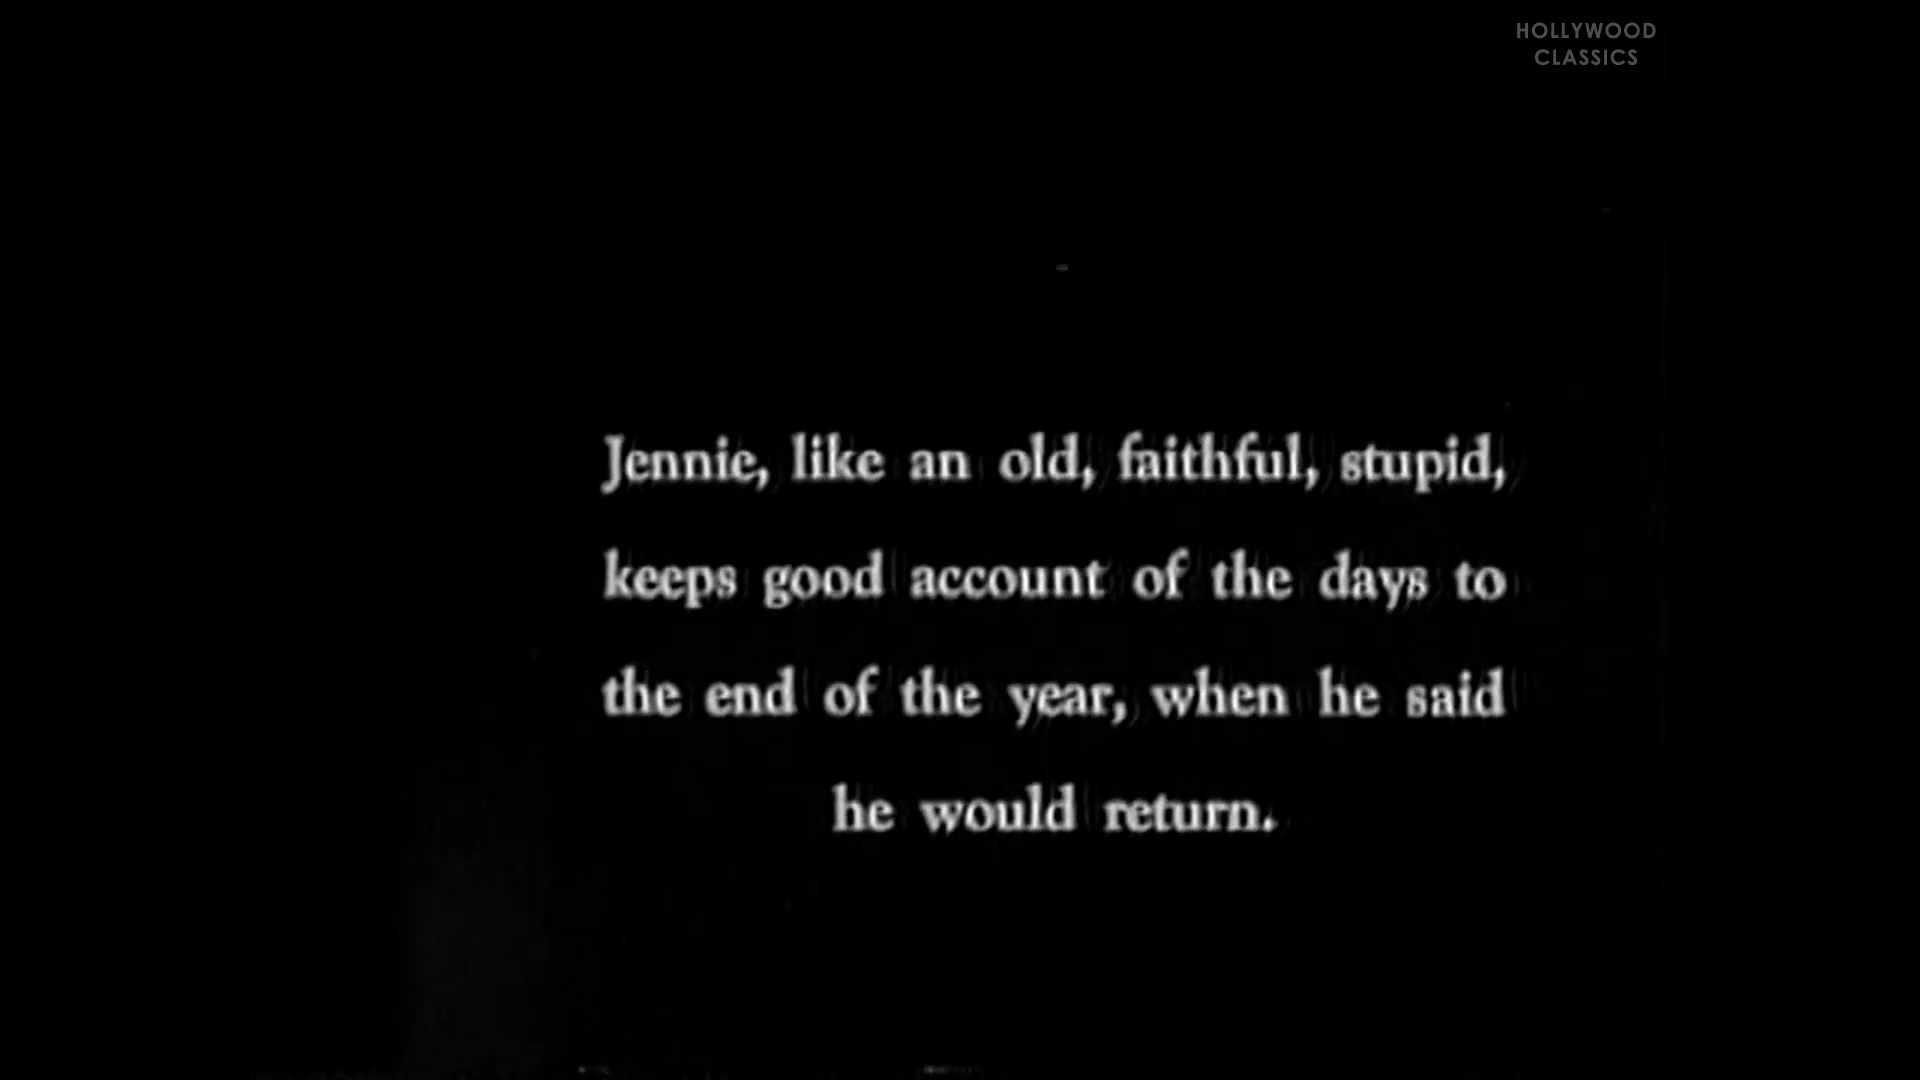 HOLLYWOOD
CLASSICS
Jennie, like an old, faithful, stupid,
keeps good account of the days to
the end of the year, when he said
he would return.